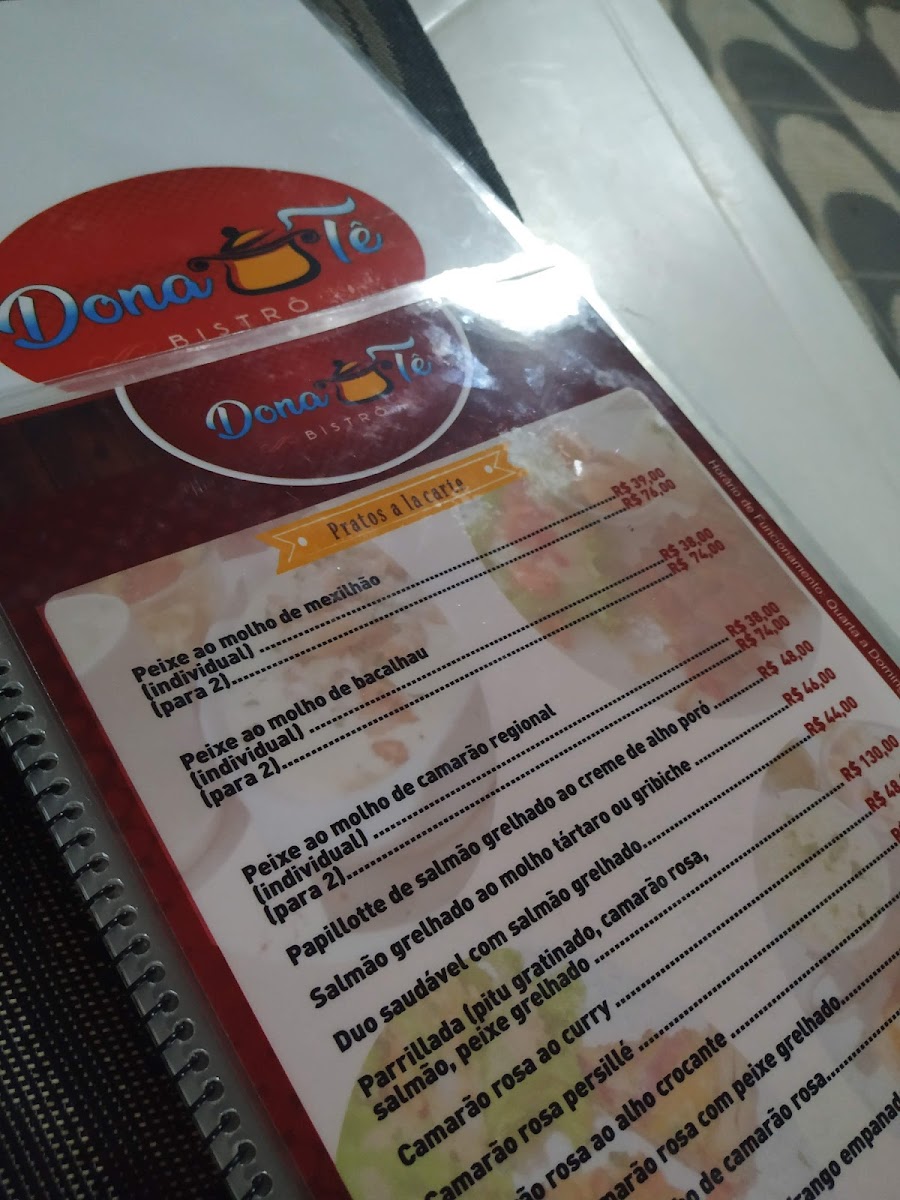 Dona Tê
BISTRÔ
Dona Tê
BISTRÔ
Pratos a la carte
Peixe ao molho de mexilhão
(individual) R$ 39,00
(para 2) R$ 76,00
Peixe ao molho de bacalhau
(individual) R$ 38,00
(para 2) R$ 74,00
Peixe ao molho de camarão regional
(individual) R$ 38,00
(para 2) R$ 74,00
Papillotte de salmão grelhado ao creme de alho poró R$ 48,00
Salmão grelhado ao molho tártaro ou gribiche R$ 46,00
Duo saudável com salmão grelhado R$ 44,00
Parrillada (pitu gratinado, camarão rosa,
salmão, peixe grelhado R$ 130,00
Camarão rosa ao curry R$ 48
Camarão rosa persillé
rosa ao alho crocante
rosa com peixe grelhado
de camarão rosa
Horário de Funcionamento: Quarta a